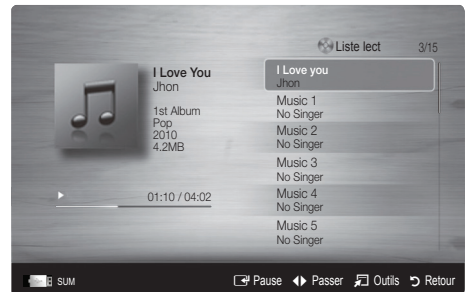 Liste lect 3/15
I Love You
Jhon
1st Album
Pop
2010
4.2MB
01:10 / 04:02
I Love you
Jhon
Music 1
No Singer
Music 2
No Singer
Music 3
No Singer
Music 4
No Singer
Music 5
No Singer
SUM Pause Passer Outils Retour